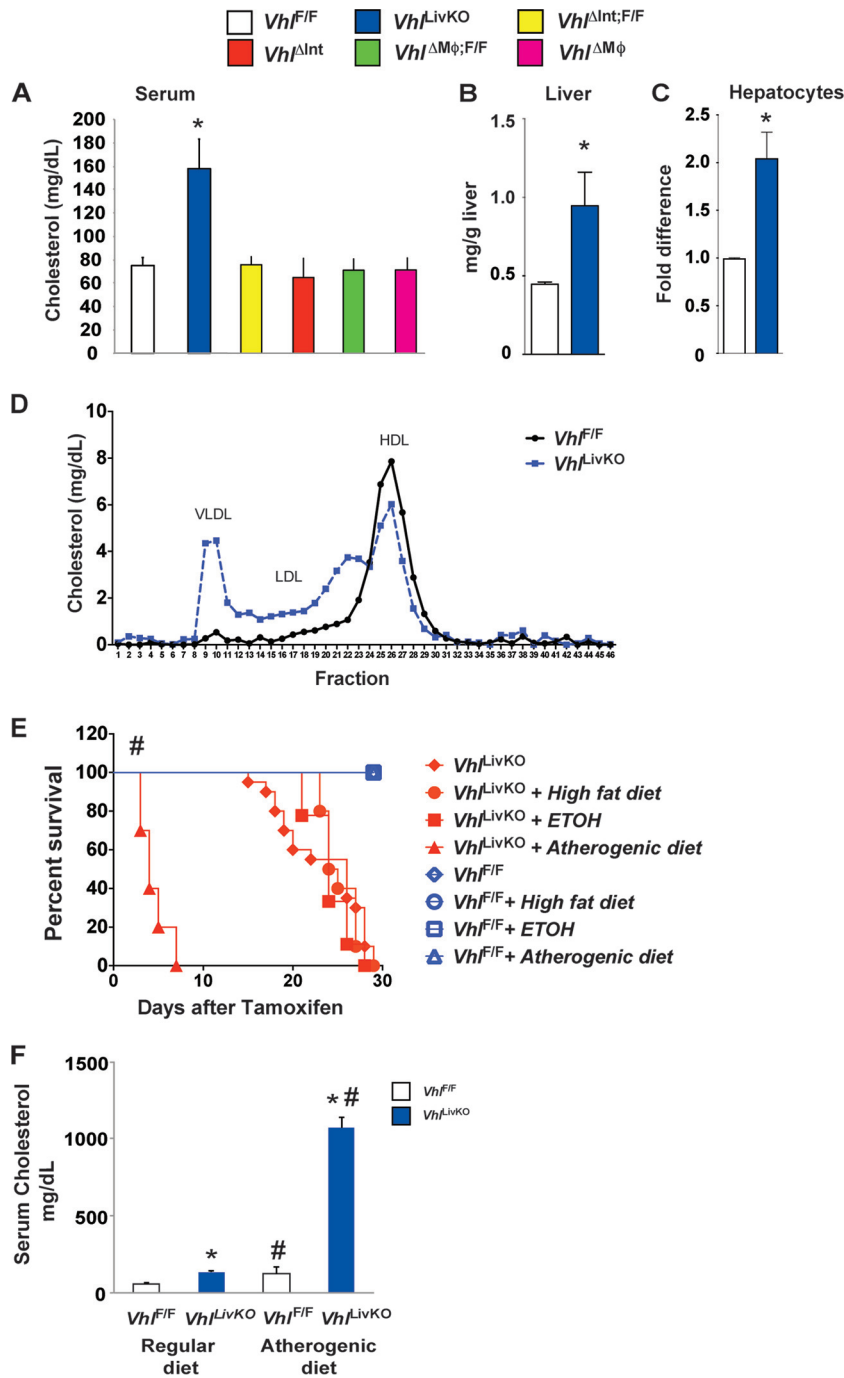 Vhl^F/F Vhl^LivKO Vhl^ΔInt;F/F
Vhl^ΔInt Vhl^ΔMϕ;F/F Vhl^ΔMϕ
A Serum
Cholesterol (mg/dL)
200
180
160
140
120
100
80
60
40
20
0
*
B Liver
mg/g liver
1.5
1.0
0.5
0
*
C Hepatocytes
Fold difference
2.5
2.0
1.5
1.0
0.5
0
*
D
Cholesterol (mg/dL)
10
8
6
4
2
0
VLDL
LDL
HDL
Vhl^F/F
Vhl^LivKO
1 2 3 4 5 6 7 8 9 10 11 12 13 14 15 16 17 18 19 20 21 22 23 24 25 26 27 28 29 30 31 32 33 34 35 36 37 38 39 40 41 42 43 44 45 46
Fraction
E
Percent survival
120
100
80
60
40
20
0
#
0 10 20 30
Days after Tamoxifen
Vhl^LivKO
Vhl^LivKO + High fat diet
Vhl^LivKO + ETOH
Vhl^LivKO + Atherogenic diet
Vhl^F/F
Vhl^F/F + High fat diet
Vhl^F/F + ETOH
Vhl^F/F + Atherogenic diet
F
Serum Cholesterol
mg/dL
1500
1000
500
0
*
#
* #
Vhl^F/F
Vhl^LivKO
Vhl^F/F Vhl^LivKO Vhl^F/F Vhl^LivKO
Regular Atherogenic
diet diet